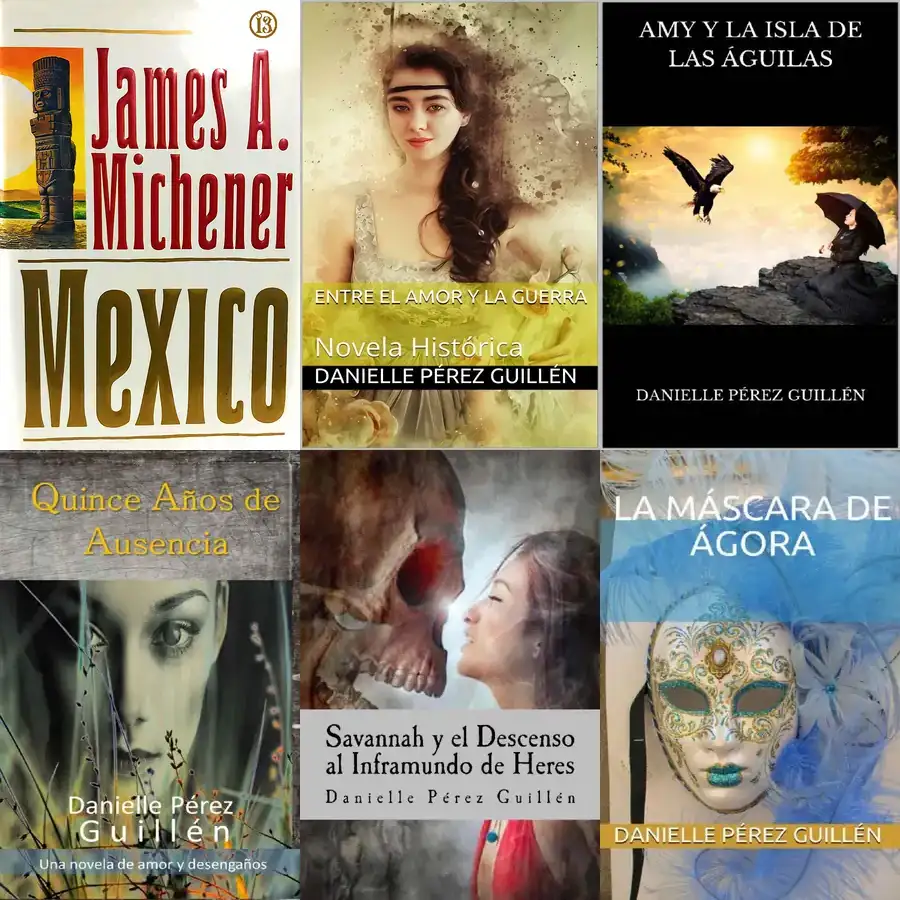 13
James A.
Michener
Mexico
ENTRE EL AMOR Y LA GUERRA
Novela Histórica
DANIELLE PÉREZ GUILLÉN
AMY Y LA ISLA DE
LAS ÁGUILAS
DANIELLE PÉREZ GUILLÉN
Quince Años de
Ausencia
Danielle Pérez
Guillén
Una novela de amor y desengaños
Savannah y el Descenso
al Inframundo de Heres
Danielle Pérez Guillén
LA MÁSCARA DE
ÁGORA
DANIELLE PÉREZ GUILLÉN